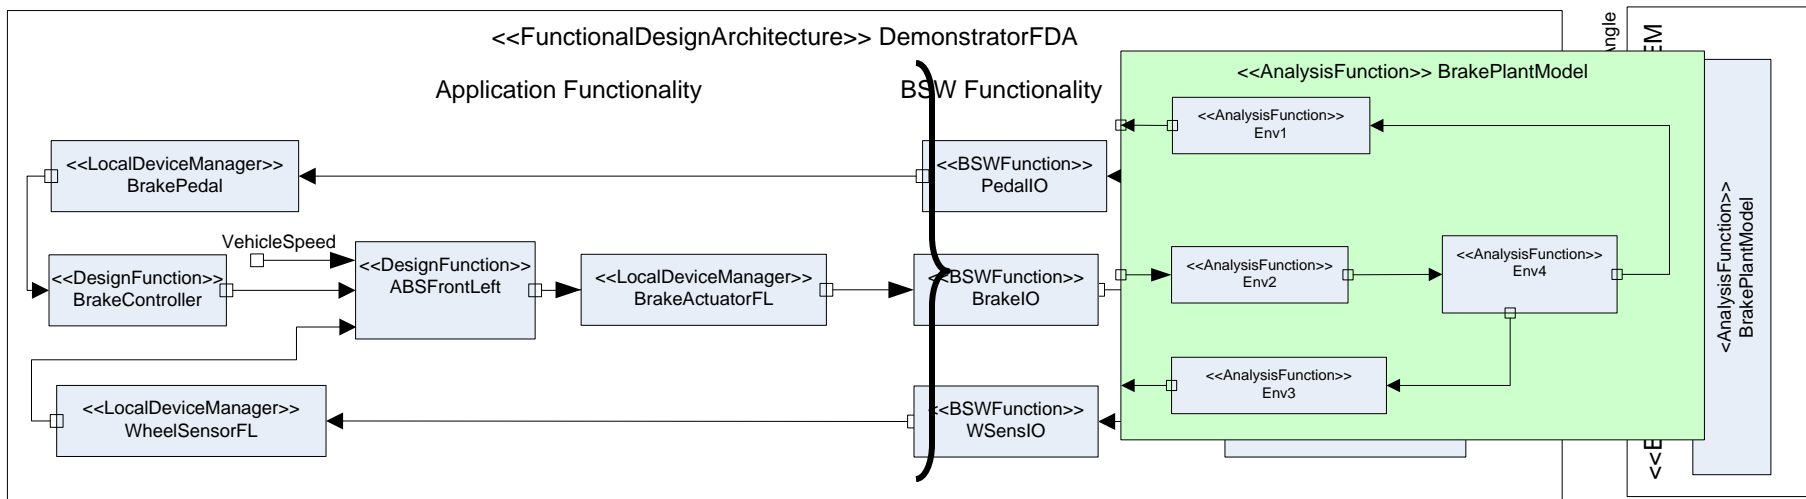 <<FunctionalDesignArchitecture>> DemonstratorFDA
Application Functionality
BSW Functionality
<<LocalDeviceManager>>
BrakePedal
<<BSWFunction>>
PedalIO
VehicleSpeed
<<DesignFunction>>
BrakeController
<<DesignFunction>>
ABSFrontLeft
<<LocalDeviceManager>>
BrakeActuatorFL
<<BSWFunction>>
BrakeIO
<<LocalDeviceManager>>
WheelSensorFL
<<BSWFunction>>
WSensIO
<<AnalysisFunction>> BrakePlantModel
<<AnalysisFunction>>
Env1
<<AnalysisFunction>>
Env2
<<AnalysisFunction>>
Env4
<<AnalysisFunction>>
Env3
Angle
<AnalysisFunction>>
BrakePlantModel